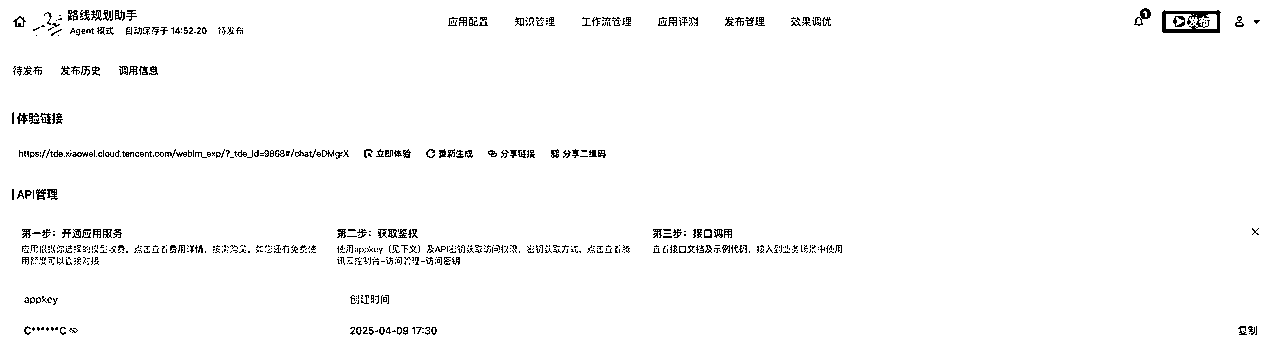 路线规划助手
Agent 模式 自动保存于 14:52:20 待发布
应用配置 知识管理 工作流管理 应用评测 发布管理 效果调优
1
发布
待发布 发布历史 调用信息
体验链接
https://tde.xiaowei.cloud.tencent.com/webim_exp/?_tde_id=9868#/chat/eDMgrX 立即体验 重新生成 分享链接 分享二维码
API管理
第一步：开通应用服务
应用根据你选择的模型收费，点击查看费用详情，按需购买。如您还有免费使
用额度可以直接对接
第二步：获取鉴权
使用appkey（见下文）及API密钥获取访问权限，密钥获取方式，点击查看腾
讯云控制台-访问管理-访问密钥
第三步：接口调用
查看接口文档及示例代码，接入到业务场景中使用
appkey 创建时间
C******C 2025-04-09 17:30 复制